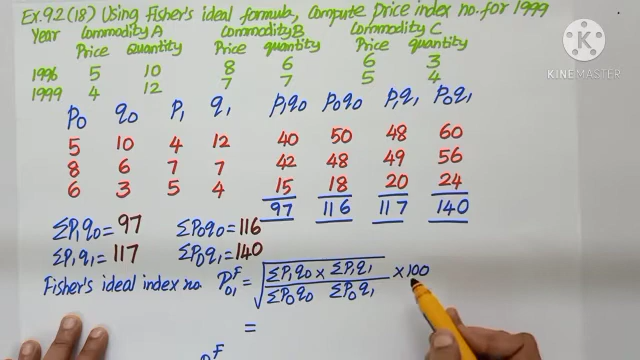 Ex.9.2(18) Using Fisher's ideal formula, compute price index no. for 1999
Year Commodity A Commodity B Commodity C
Price Quantity Price quantity Price quantity
1996 5 10 8 6 6 3
1999 4 12 7 7 5 4
P0 q0 P1 q1 P1q0 P0q0 P1q1 P0q1
5 10 4 12 40 50 48 60
8 6 7 7 42 48 49 56
6 3 5 4 15 18 20 24
97 116 117 140
ΣP1q0 = 97 ΣP0q0 = 116
ΣP1q1 = 117 ΣP0q1 = 140
Fisher's ideal index no. P01^F = √(ΣP1q0 × ΣP1q1 / ΣP0q0 ΣP0q1) × 100
=
P^F
KINEMASTER